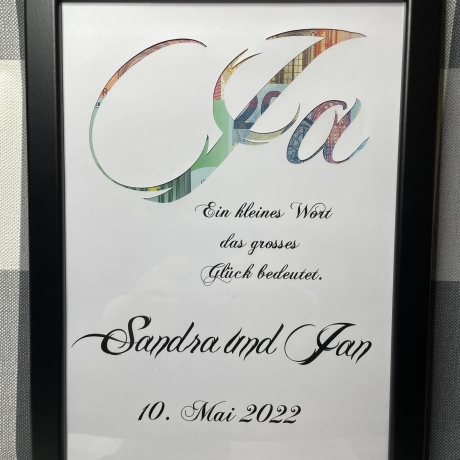 Ja
Ein kleines Wort
das grosses
Glück bedeutet.
Sandra und Jan
10. Mai 2022